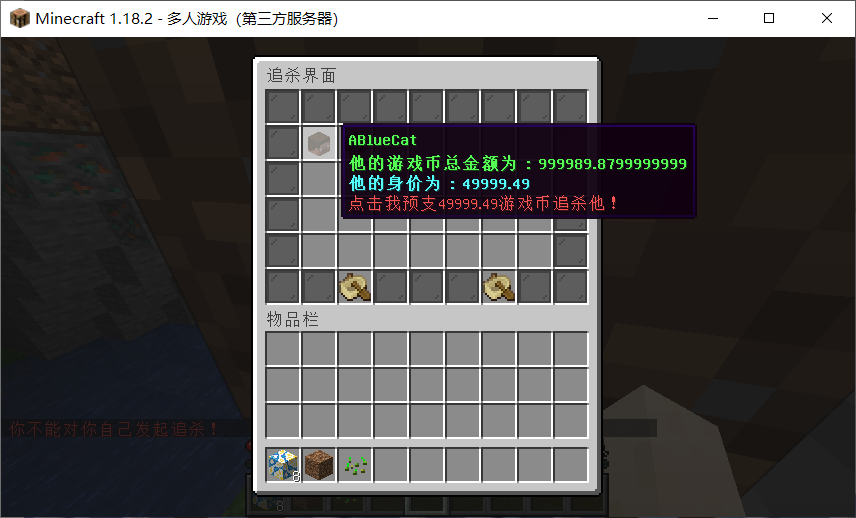 Minecraft 1.18.2 - 多人游戏（第三方服务器）
追杀界面
ABlueCat
他的游戏币总金额为：999989.8799999999
他的身价为：49999.49
点击我预支49999.49游戏币追杀他！
物品栏
你不能对你自己发起追杀！
8
8